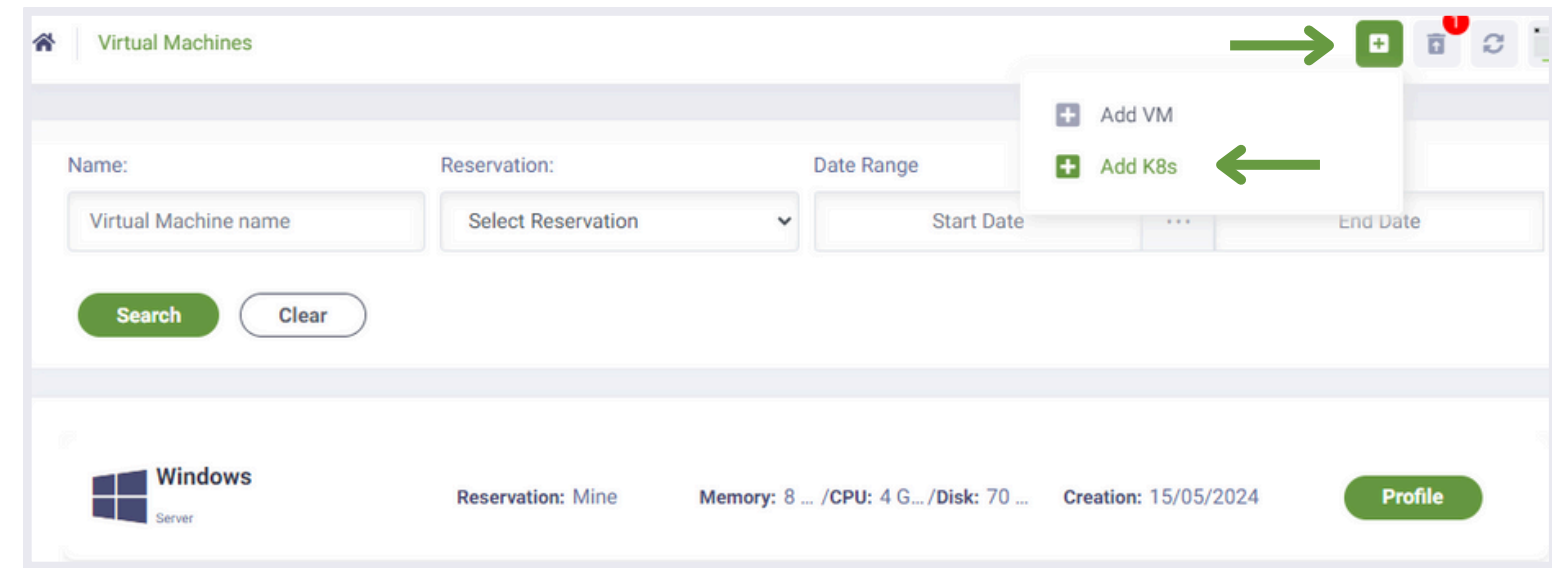 Virtual Machines
1
Add VM
Add K8s
Name:
Reservation:
Date Range
Virtual Machine name
Select Reservation
Start Date
...
End Date
Search
Clear
Windows
Server
Reservation: Mine
Memory: 8 ... /CPU: 4 G... /Disk: 70 ...
Creation: 15/05/2024
Profile